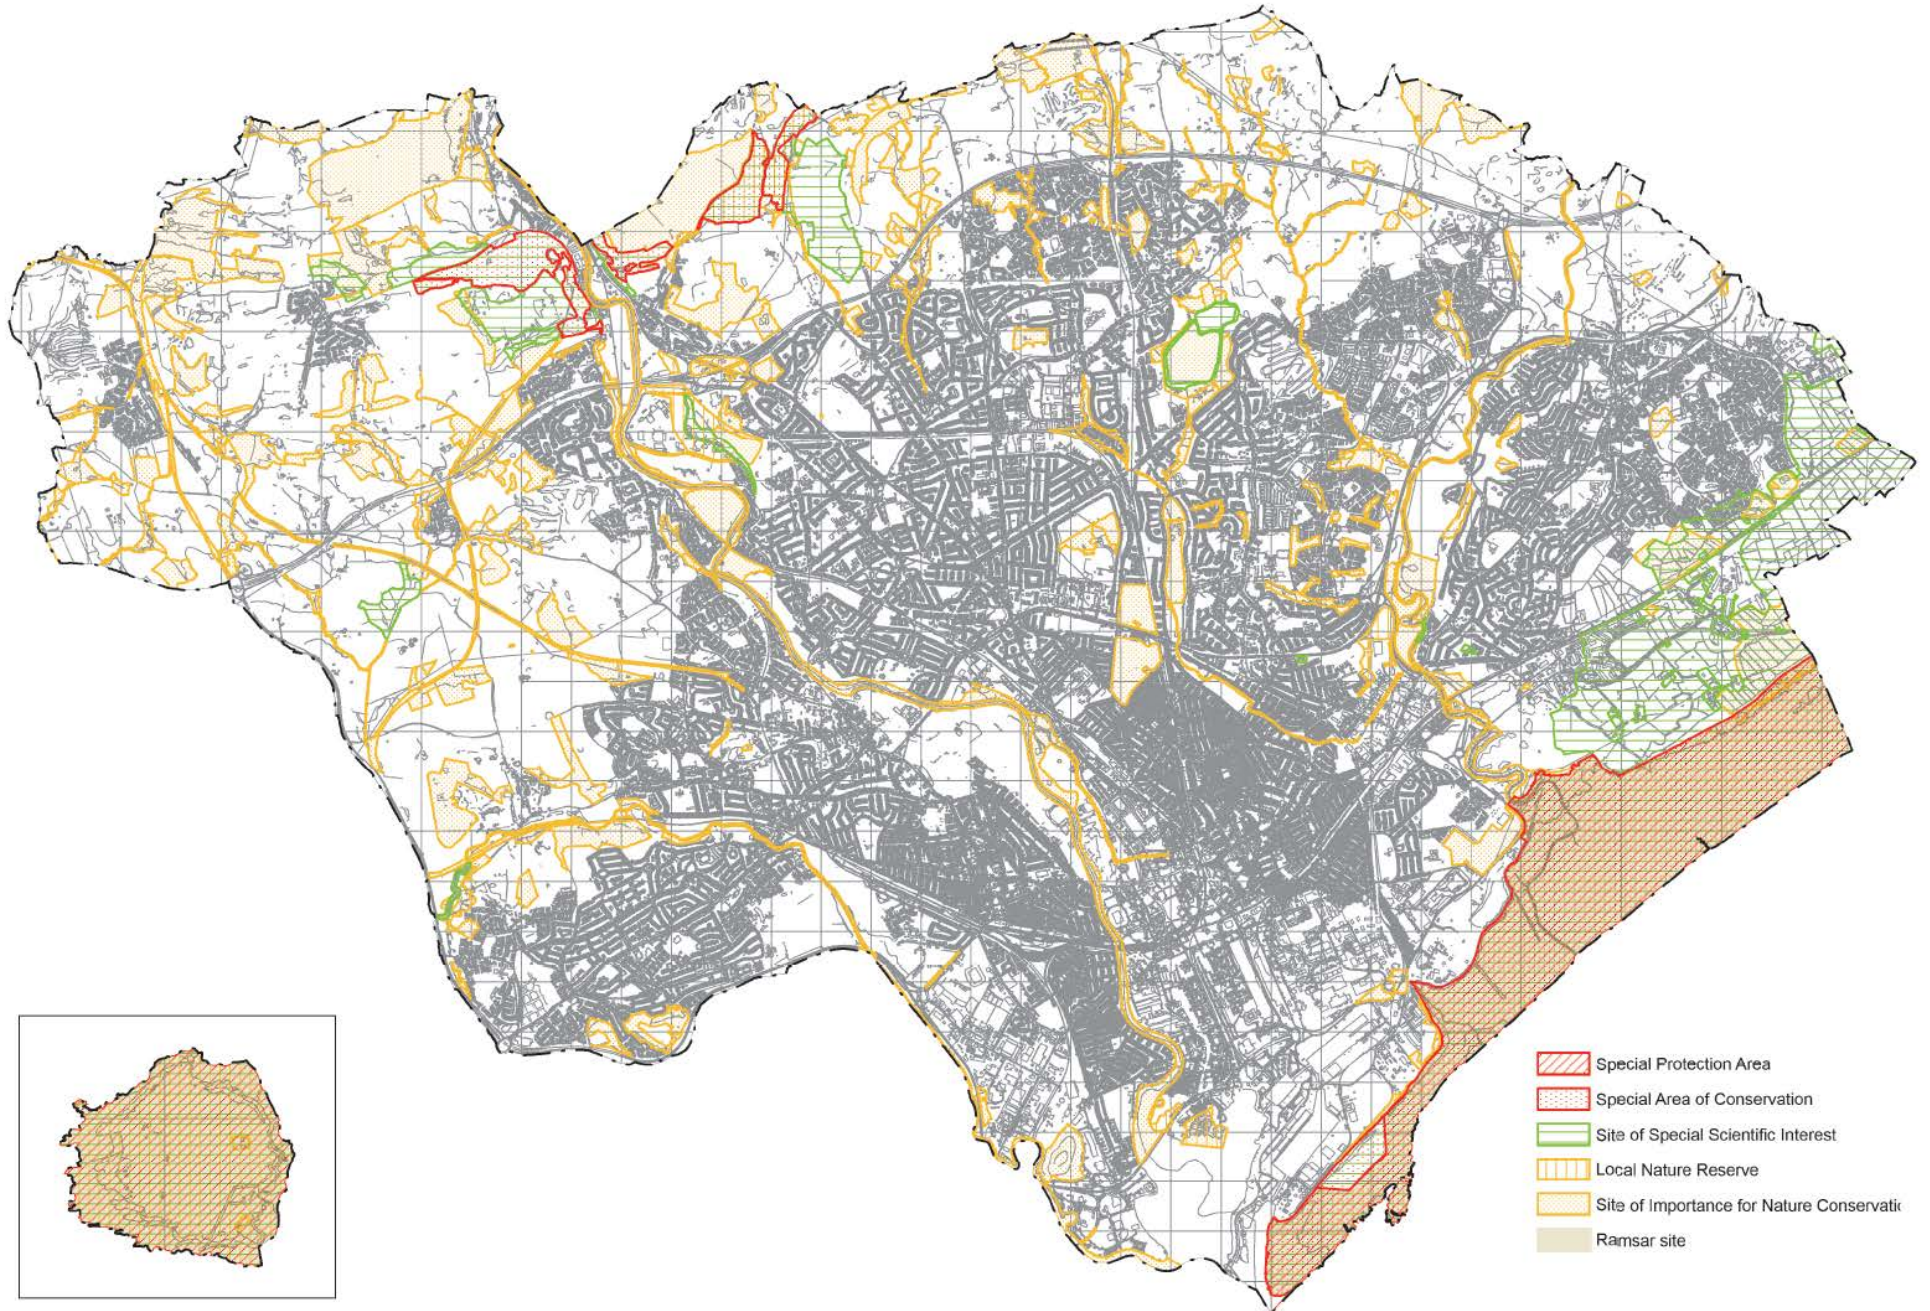 Special Protection Area
Special Area of Conservation
Site of Special Scientific Interest
Local Nature Reserve
Site of Importance for Nature Conservatic
Ramsar site